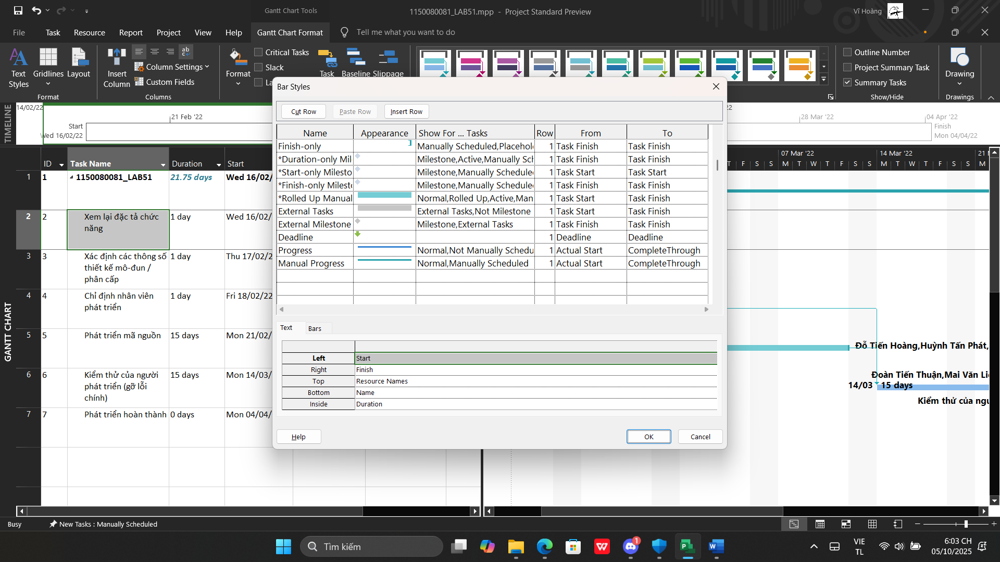 Gantt Chart Tools
1150080081_LAB51.mpp - Project Standard Preview
Vĩ Hoàng
File Task Resource Report Project View Help Gantt Chart Format Tell me what you want to do
Text Styles
Gridlines
Layout
Format
Insert Column
Column Settings
Custom Fields
Columns
Format
Critical Tasks
Slack
La
Task
Baseline
Slippage
Outline Number
Project Summary Task
Summary Tasks
Show/Hide
Drawing
Drawings
TIMELINE
14/02/22
21 Feb '22
Start
Wed 16/02/22
22
28 Mar '22
04 Apr '22
Finish
Mon 04/04/22
Bar Styles
Cut Row Paste Row Insert Row
Name Appearance Show For ... Tasks Row From To
Finish-only Manually Scheduled,Placehol 1 Task Finish Task Finish
*Duration-only Mil Milestone,Active,Manually Sch 1 Task Finish Task Finish
*Start-only Milesto Milestone,Manually Scheduled 1 Task Start Task Start
*Finish-only Milest Milestone,Manually Scheduled 1 Task Finish Task Finish
*Rolled Up Manual Normal,Rolled Up,Active,Man 1 Task Start Task Finish
External Tasks External Tasks,Not Milestone 1 Task Start Task Finish
External Milestone Milestone,External Tasks 1 Task Finish Task Finish
Deadline 1 Deadline Deadline
Progress Normal,Not Manually Schedu 1 Actual Start CompleteThrough
Manual Progress Normal,Manually Scheduled 1 Actual Start CompleteThrough
Text Bars
Left Start
Right Finish
Top Resource Names
Bottom Name
Inside Duration
Help OK Cancel
GANTT CHART
ID Task Name Duration Start
1 1 1150080081_LAB51 21.75 days Wed 16/02/
2 2 Xem lại đặc tả chức năng 1 day Wed 16/02/
3 3 Xác định các thông số thiết kế mô-đun / phân cấp 1 day Thu 17/02/2
4 4 Chỉ định nhân viên phát triển 1 day Fri 18/02/22
5 5 Phát triển mã nguồn 15 days Mon 21/02/
6 6 Kiểm thử của người phát triển (gỡ lỗi chính) 15 days Mon 14/03/
7 7 Phát triển hoàn thành 0 days Mon 04/04/
07 Mar '22 14 Mar '22 21
T F S S M T W T F S S M T W T F S S M
Đỗ Tiến Hoàng,Huỳnh Tấn Phát,
Đoàn Tiến Thuận,Mai Văn Li
14/03 15 days
Kiểm thử của ngư
Busy New Tasks : Manually Scheduled
Tìm kiếm
1
VIE
TL
6:03 CH
05/10/2025